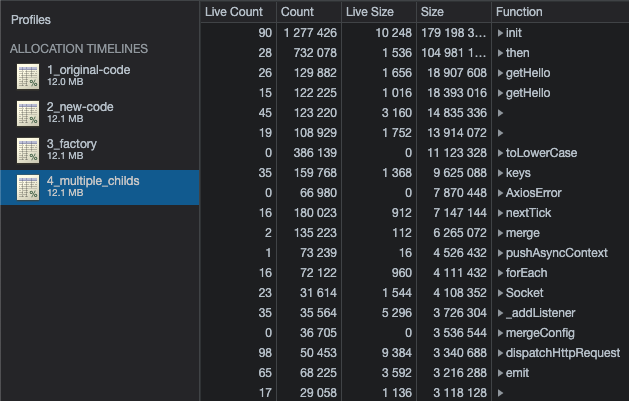 Profiles
ALLOCATION TIMELINES
1_original-code
12.0 MB
2_new-code
12.1 MB
3_factory
12.1 MB
4_multiple_childs
12.1 MB
Live Count Count Live Size Size Function
90 1 277 426 10 248 179 198 3… init
28 732 078 1 536 104 981 1… then
26 129 882 1 656 18 907 608 getHello
15 122 225 1 016 18 393 016 getHello
45 123 220 3 160 14 835 336
19 108 929 1 752 13 914 072
0 386 139 0 11 123 328 toLowerCase
35 159 768 1 368 9 625 088 keys
0 66 980 0 7 870 448 AxiosError
16 180 023 912 7 147 144 nextTick
2 135 223 112 6 265 072 merge
1 73 239 16 4 526 432 pushAsyncContext
16 72 122 960 4 111 432 forEach
23 31 614 1 544 4 108 352 Socket
35 35 564 5 296 3 726 304 _addListener
0 36 705 0 3 536 544 mergeConfig
98 50 453 9 384 3 340 688 dispatchHttpRequest
65 68 225 3 592 3 216 288 emit
17 29 058 1 136 3 118 128